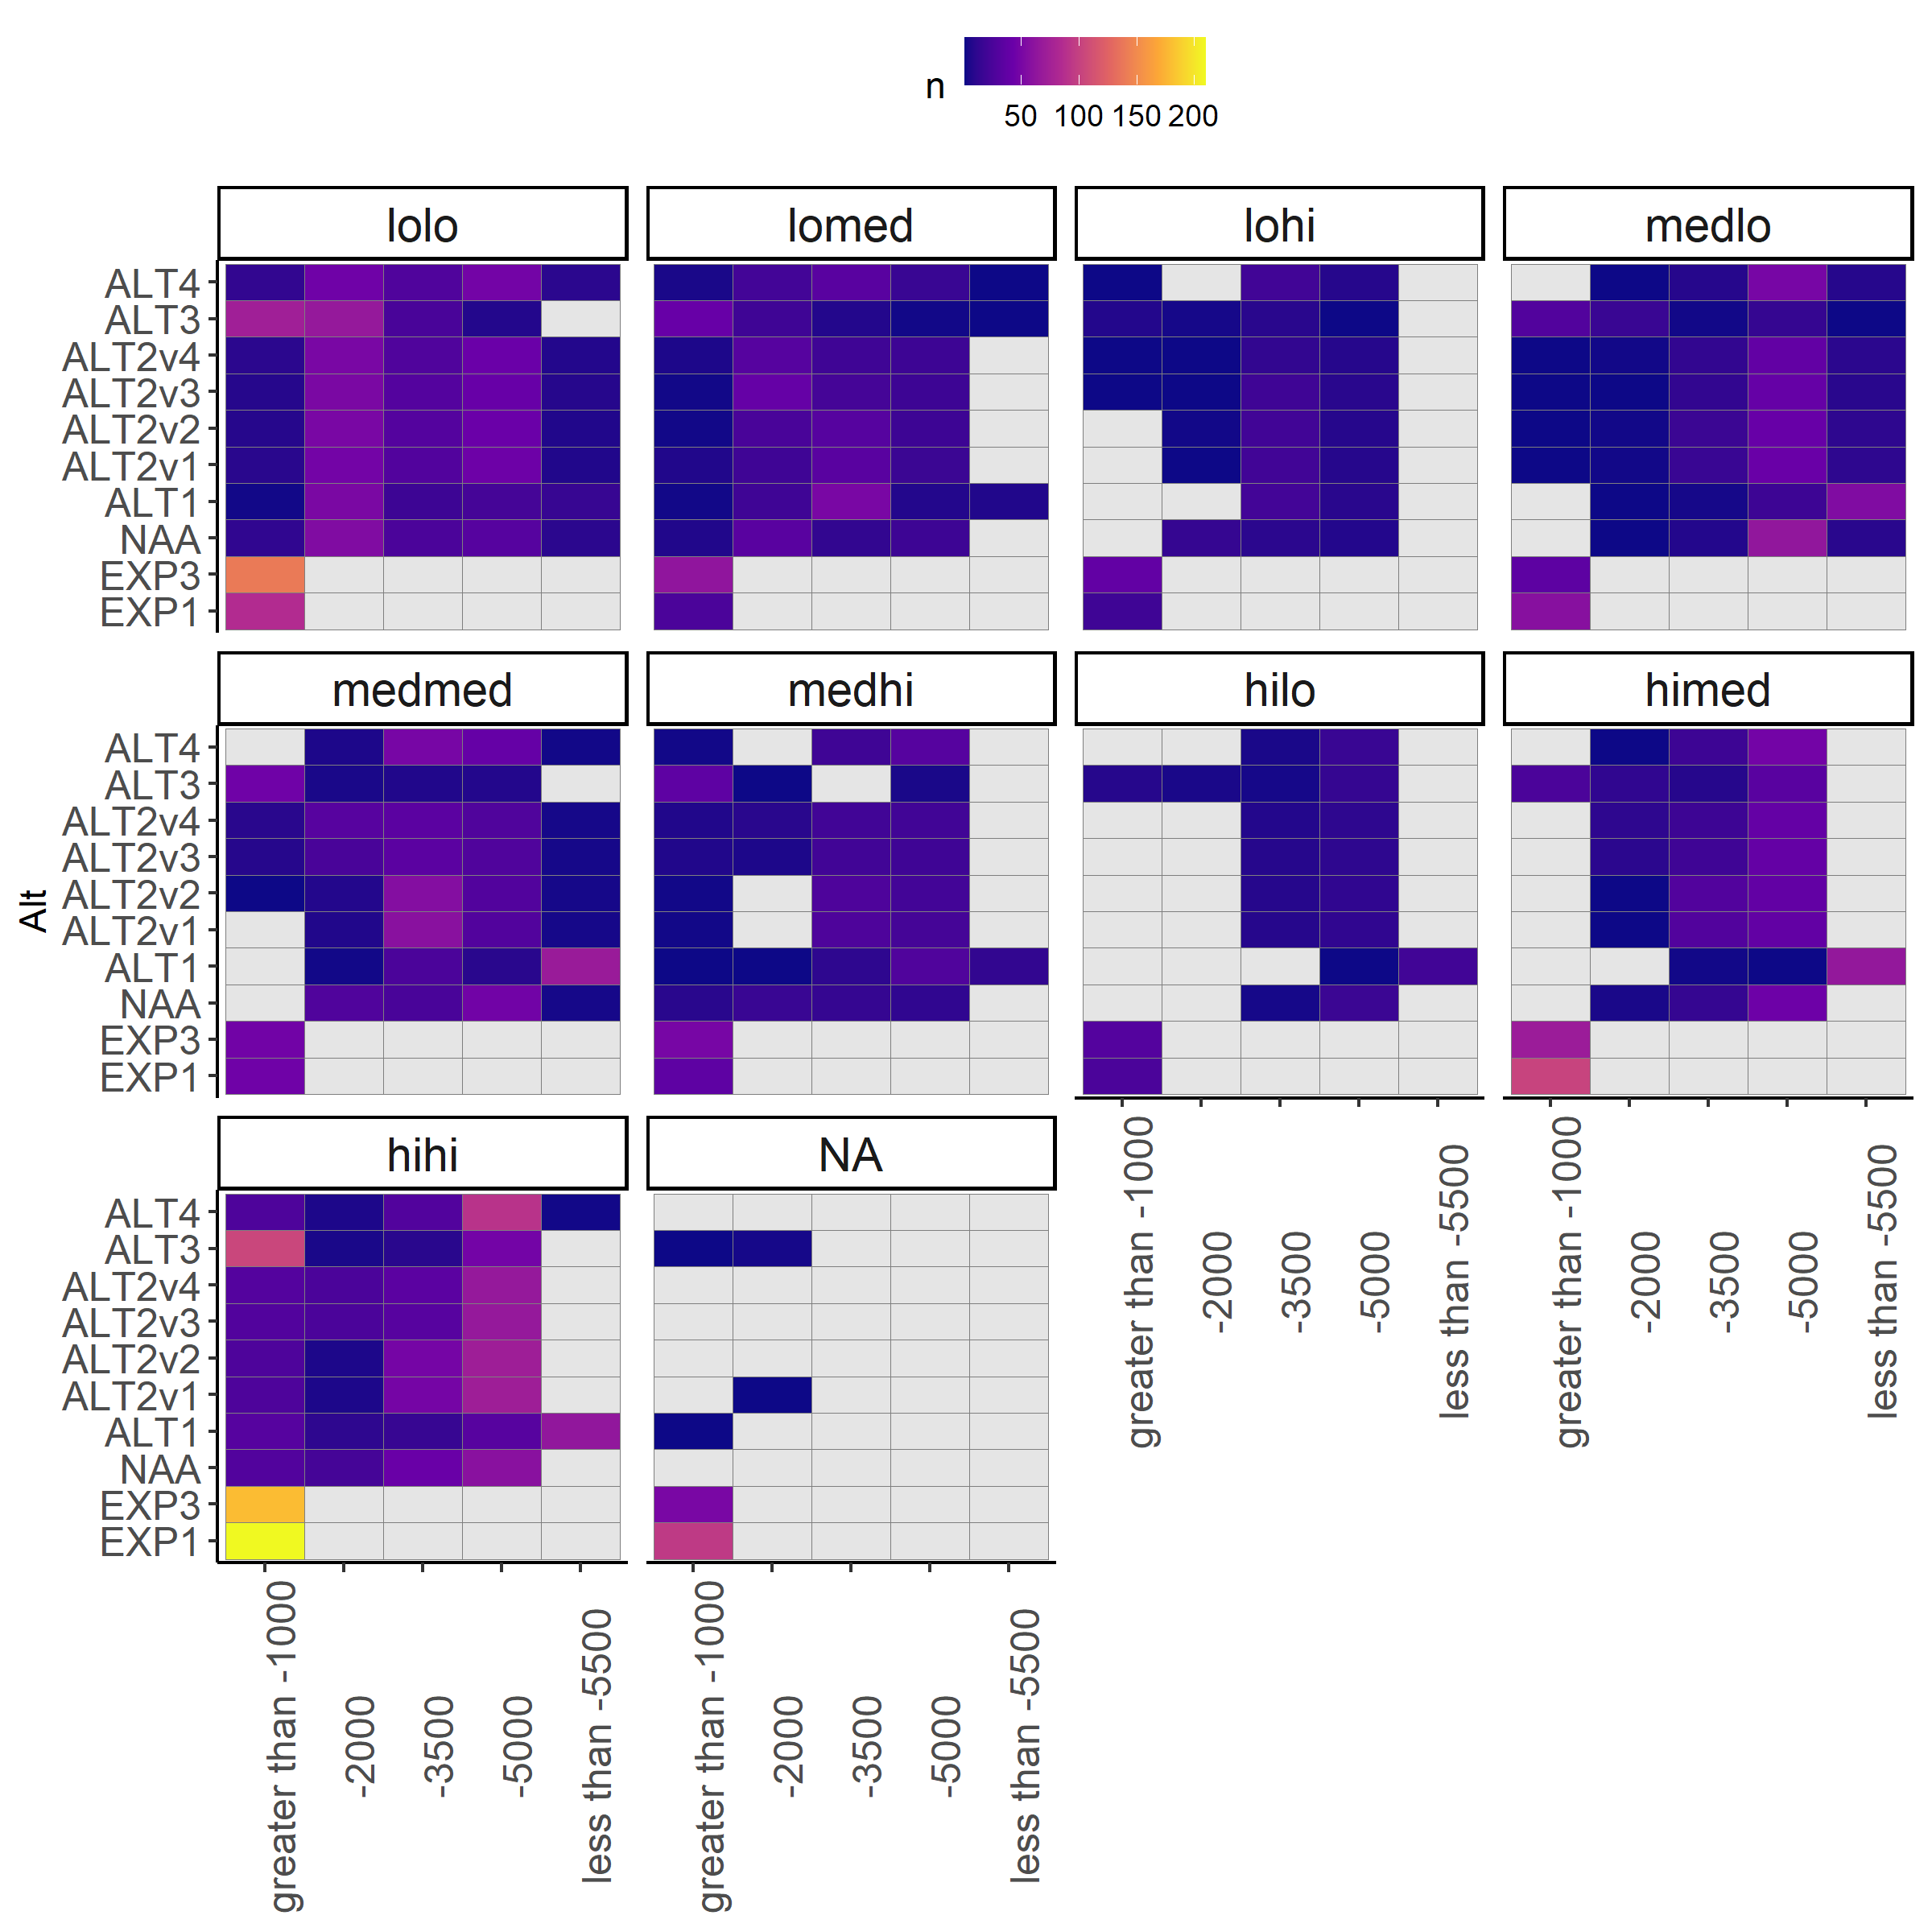 n
50 100 150 200
lolo lomed lohi medlo
ALT4
ALT3
ALT2v4
ALT2v3
ALT2v2
ALT2v1
ALT1
NAA
EXP3
EXP1
medmed medhi hilo himed
Alt
ALT4
ALT3
ALT2v4
ALT2v3
ALT2v2
ALT2v1
ALT1
NAA
EXP3
EXP1
greater than -1000
-2000
-3500
-5000
less than -5500
greater than -1000
-2000
-3500
-5000
less than -5500
hihi NA
ALT4
ALT3
ALT2v4
ALT2v3
ALT2v2
ALT2v1
ALT1
NAA
EXP3
EXP1
greater than -1000
-2000
-3500
-5000
less than -5500
greater than -1000
-2000
-3500
-5000
less than -5500